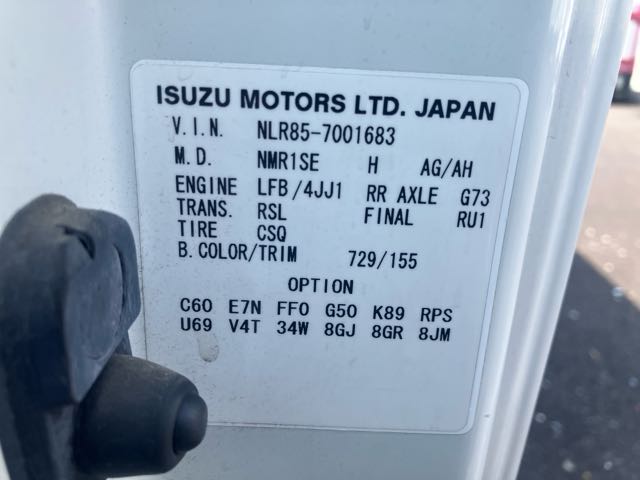 ISUZU MOTORS LTD. JAPAN
V.I.N. NLR85-7001683
M.D. NMR1SE H AG/AH
ENGINE LFB/4JJ1 RR AXLE G73
TRANS. RSL FINAL RU1
TIRE CSQ
B.COLOR/TRIM 729/155
OPTION
C60 E7N FF0 G50 K89 RPS
U69 V4T 34W 8GJ 8GR 8JM